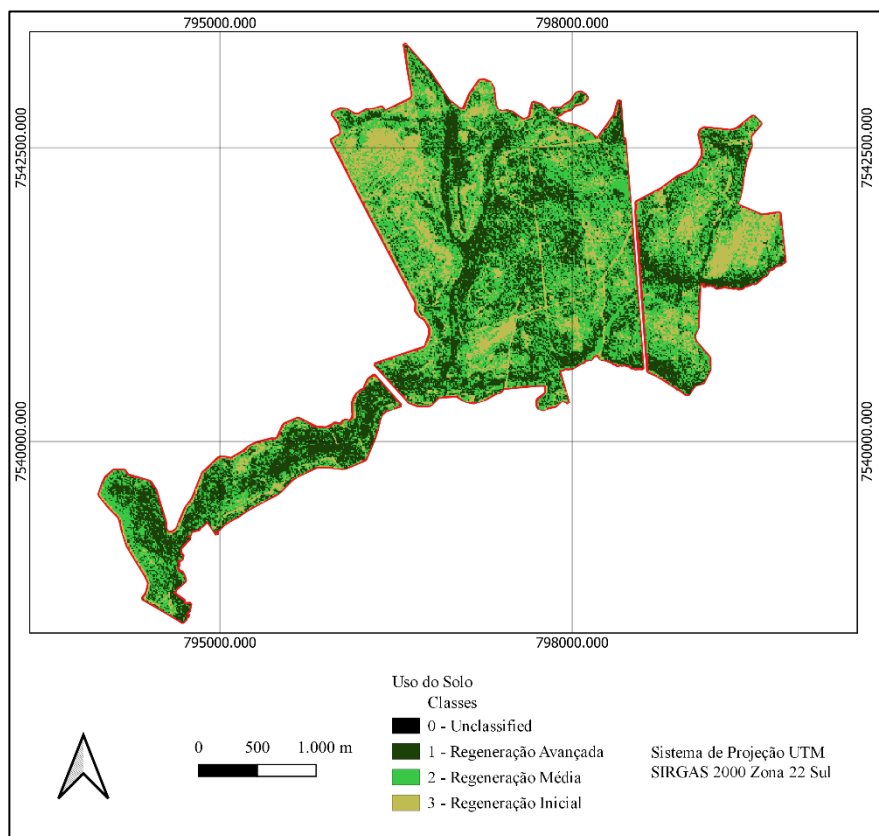 795000.000
798000.000
7542500.000
7542500.000
7540000.000
7540000.000
795000.000
798000.000
Uso do Solo
Classes
0 - Unclassified
1 - Regeneração Avançada
2 - Regeneração Média
3 - Regeneração Inicial
0 500 1.000 m
Sistema de Projeção UTM
SIRGAS 2000 Zona 22 Sul